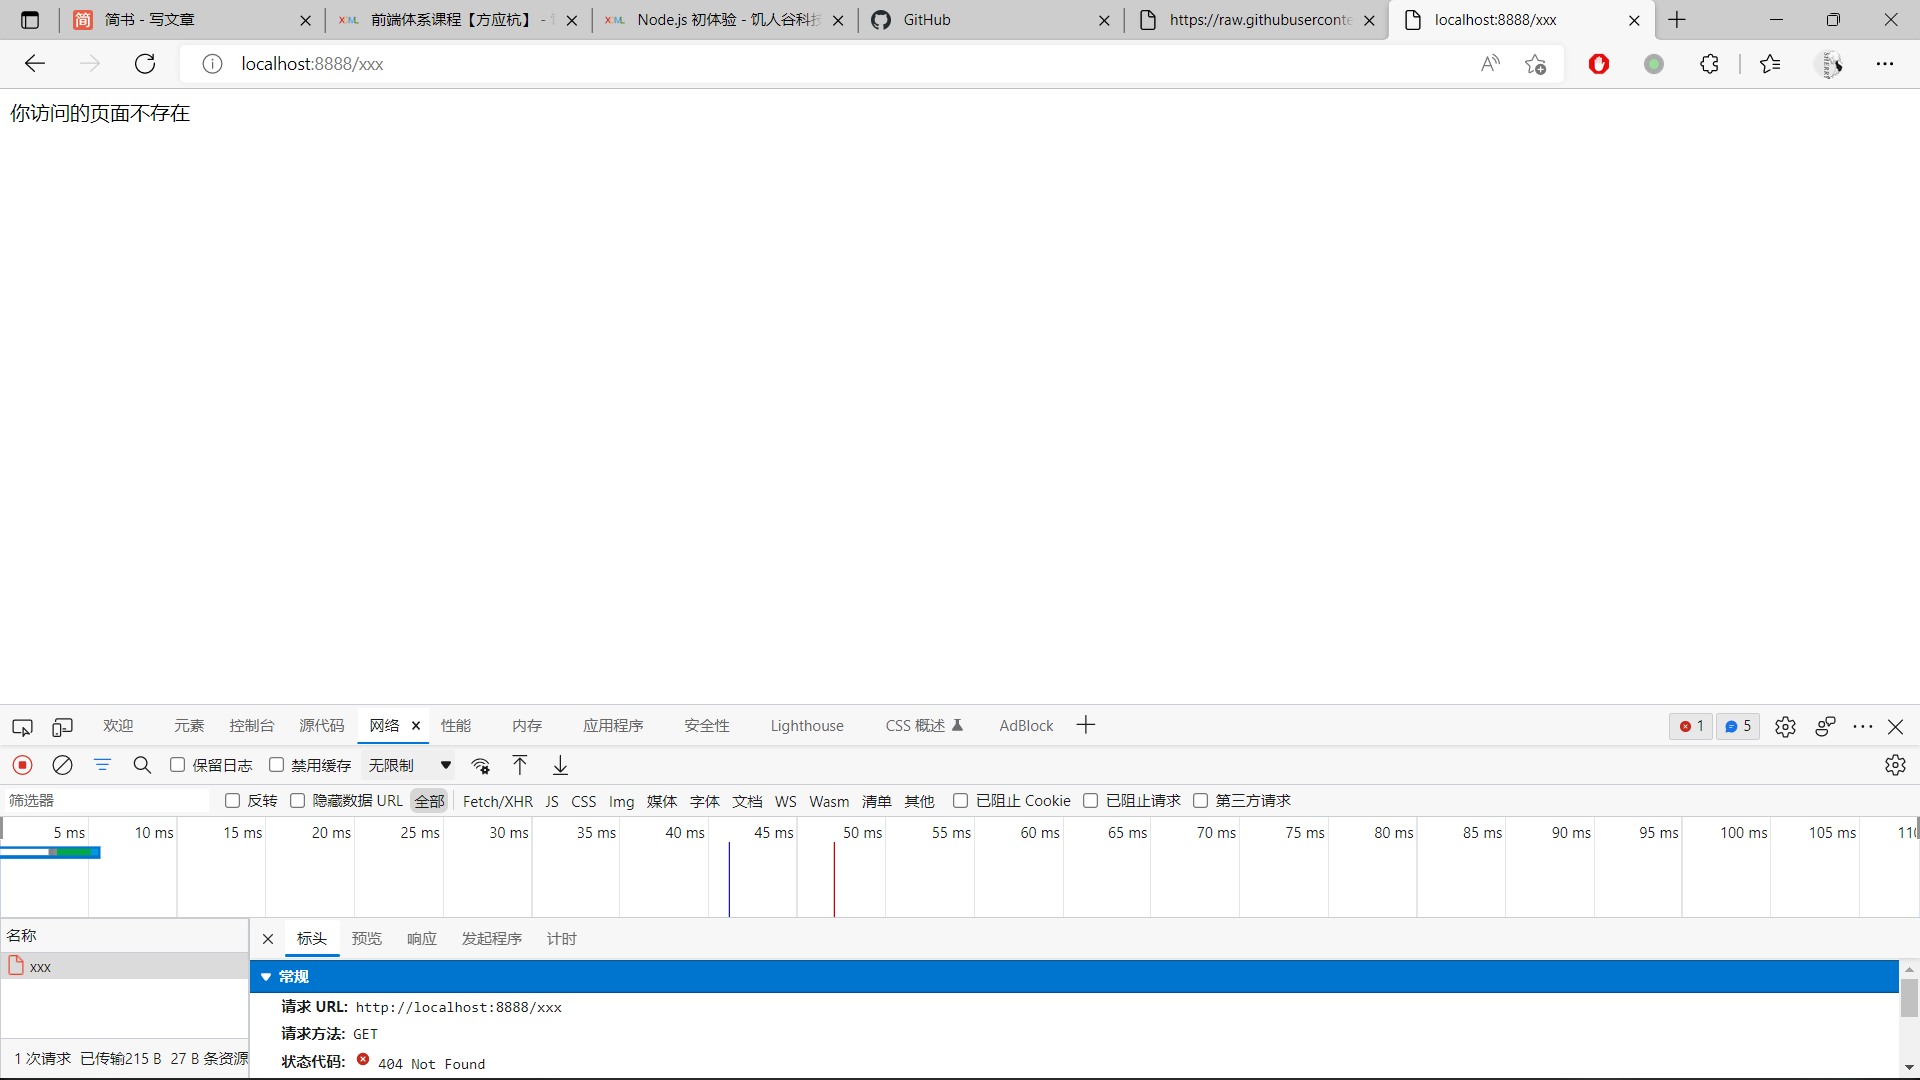 简书 - 写文章
前端体系课程【方应杭】 -
Node.js 初体验 - 饥人谷科技
GitHub
https://raw.githubuserconte
localhost:8888/xxx
localhost:8888/xxx
你访问的页面不存在
欢迎 元素 控制台 源代码 网络 性能 内存 应用程序 安全性 Lighthouse CSS 概述 AdBlock 1 5
保留日志 禁用缓存 无限制
筛选器 反转 隐藏数据 URL 全部 Fetch/XHR JS CSS Img 媒体 字体 文档 WS Wasm 清单 其他 已阻止 Cookie 已阻止请求 第三方请求
5 ms 10 ms 15 ms 20 ms 25 ms 30 ms 35 ms 40 ms 45 ms 50 ms 55 ms 60 ms 65 ms 70 ms 75 ms 80 ms 85 ms 90 ms 95 ms 100 ms 105 ms 110
名称
xxx
1 次请求 已传输215 B 27 B 条资源
标头 预览 响应 发起程序 计时
常规
请求 URL: http://localhost:8888/xxx
请求方法: GET
状态代码: 404 Not Found